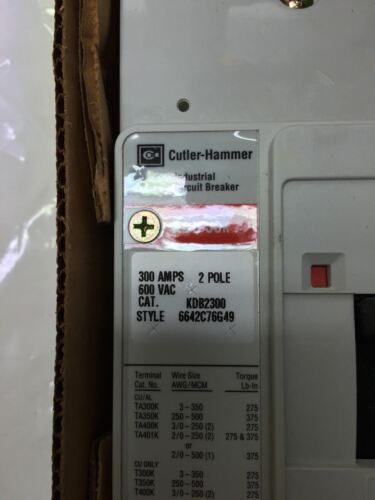 Cutler-Hammer
Industrial
Circuit Breaker
300 AMPS 2 POLE
600 VAC
CAT. KDB2300
STYLE 6642C76G49
Terminal Wire Size Torque
Cat. No. AWG/MCM Lb-In
CU/AL
TA300K 3-350 275
TA350K 250-500 375
TA400K 3/0-250 (2) 275
TA401K 2/0-250 (2) 275 & 375
or
2/0-500 (1) 375
CU ONLY
T300K 3-350 275
T350K 250-500 375
T400K 3/0-250 (2) 275